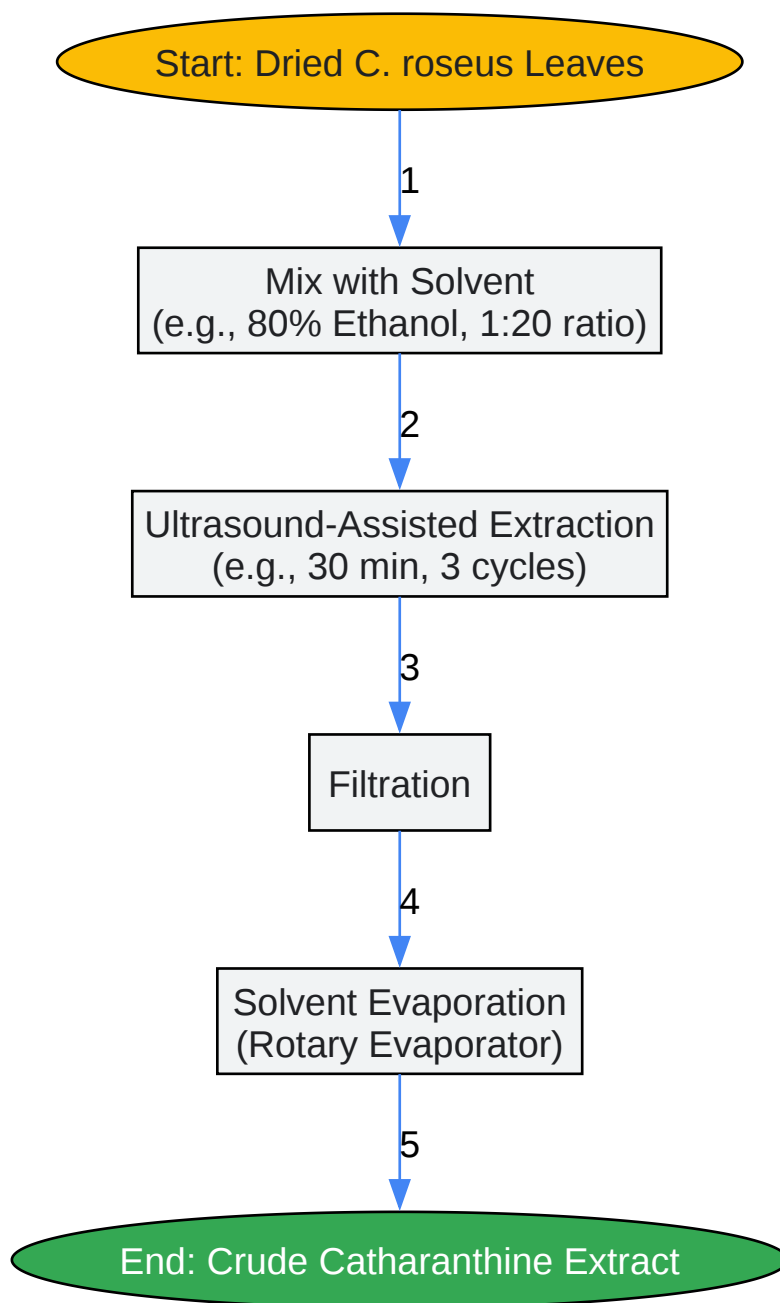 Start: Dried C. roseus Leaves
1
Mix with Solvent
(e.g., 80% Ethanol, 1:20 ratio)
2
Ultrasound-Assisted Extraction
(e.g., 30 min, 3 cycles)
3
Filtration
4
Solvent Evaporation
(Rotary Evaporator)
5
End: Crude Catharanthine Extract